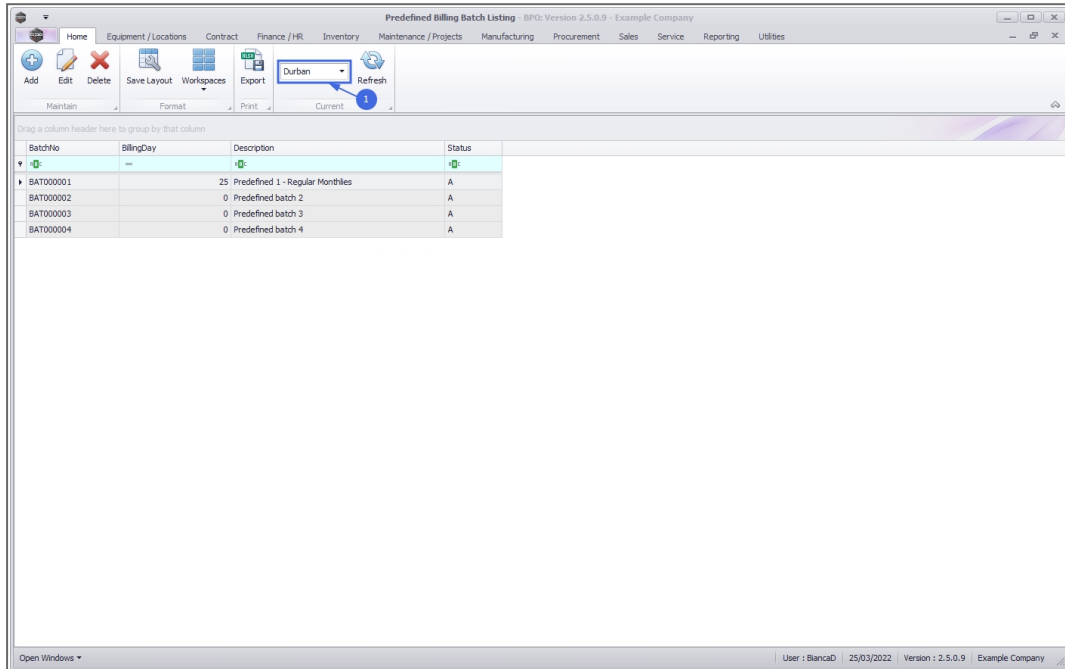 Predefined Billing Batch Listing - BPO: Version 2.5.0.9 - Example Company
Home Equipment / Locations Contract Finance / HR Inventory Maintenance / Projects Manufacturing Procurement Sales Service Reporting Utilities
Add Edit Delete Save Layout Workspaces Export Durban Refresh
1
Maintain Format Print Current
Drag a column header here to group by that column
BatchNo BillingDay Description Status
BAT000001 25 Predefined 1 - Regular Monthlies A
BAT000002 0 Predefined batch 2 A
BAT000003 0 Predefined batch 3 A
BAT000004 0 Predefined batch 4 A
Open Windows User : BiancaD 25/03/2022 Version : 2.5.0.9 Example Company